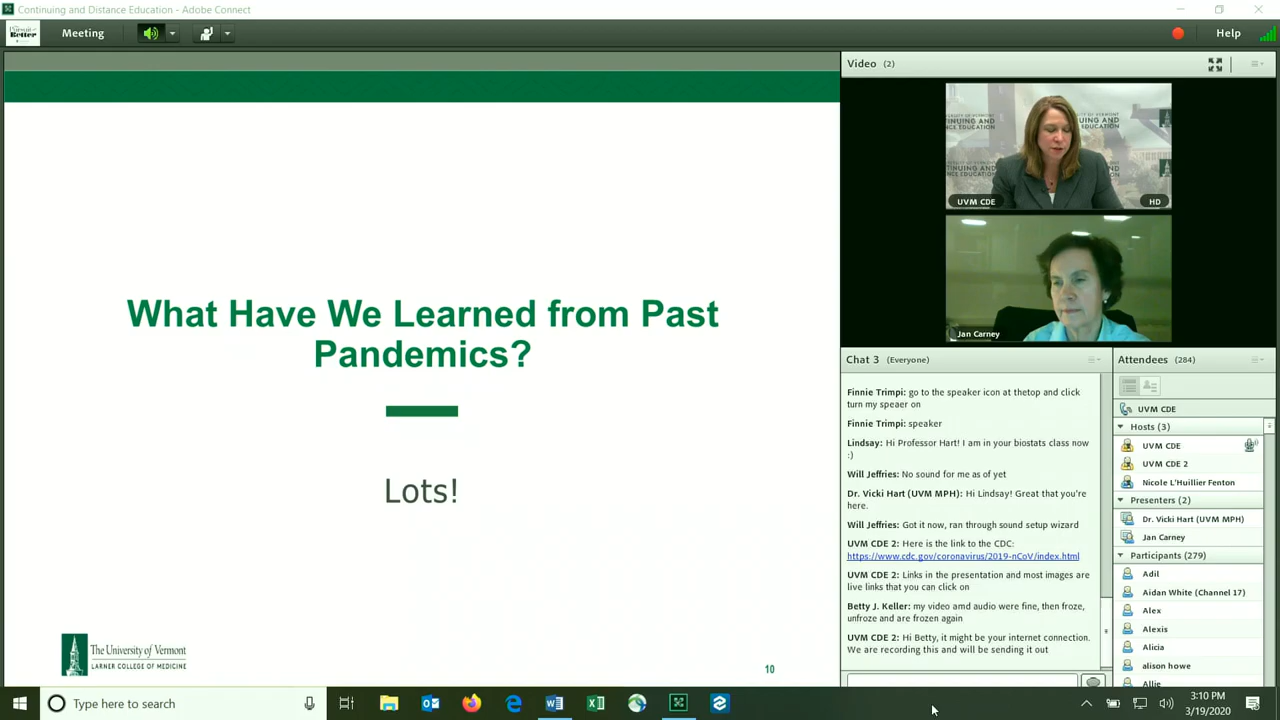 Continuing and Distance Education - Adobe Connect
Pursuit of
Better
Meeting
Help
What Have We Learned from Past
Pandemics?
Lots!
The University of Vermont
LARNER COLLEGE OF MEDICINE
10
Video (2)
CONTINUING AND
UVM CDE
HD
Jan Carney
Chat 3 (Everyone)
Finnie Trimpi: go to the speaker icon at thetop and click
turn my speaer on
Finnie Trimpi: speaker
Lindsay: Hi Professor Hart! I am in your biostats class now
:)
Will Jeffries: No sound for me as of yet
Dr. Vicki Hart (UVM MPH): Hi Lindsay! Great that you're
here.
Will Jeffries: Got it now, ran through sound setup wizard
UVM CDE 2: Here is the link to the CDC:
https://www.cdc.gov/coronavirus/2019-nCoV/index.html
UVM CDE 2: Links in the presentation and most images are
live links that you can click on
Betty J. Keller: my video amd audio were fine, then froze,
unfroze and are frozen again
UVM CDE 2: Hi Betty, it might be your internet connection.
We are recording this and will be sending it out
Attendees (284)
UVM CDE
Hosts (3)
UVM CDE
UVM CDE 2
Nicole L'Huillier Fenton
Presenters (2)
Dr. Vicki Hart (UVM MPH)
Jan Carney
Participants (279)
Adil
Aidan White (Channel 17)
Alex
Alexis
Alicia
alison howe
Allie
Type here to search
3:10 PM
3/19/2020